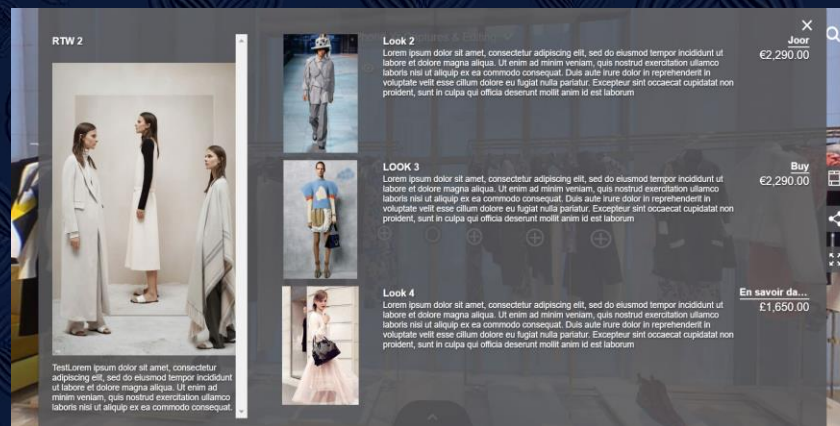 RTW 2
TestLorem ipsum dolor sit amet, consectetur
adipiscing elit, sed do eiusmod tempor incididunt
ut labore et dolore magna aliqua. Ut enim ad
minim veniam, quis nostrud exercitation ullamco
laboris nisi ut aliquip ex ea commodo consequat.
Look 2
Lorem ipsum dolor sit amet, consectetur adipiscing elit, sed do eiusmod tempor incididunt ut
labore et dolore magna aliqua. Ut enim ad minim veniam, quis nostrud exercitation ullamco
laboris nisi ut aliquip ex ea commodo consequat. Duis aute irure dolor in reprehenderit in
voluptate velit esse cillum dolore eu fugiat nulla pariatur. Excepteur sint occaecat cupidatat non
proident, sunt in culpa qui officia deserunt mollit anim id est laborum
Joor
€2,290.00
LOOK 3
Lorem ipsum dolor sit amet, consectetur adipiscing elit, sed do eiusmod tempor incididunt ut
labore et dolore magna aliqua. Ut enim ad minim veniam, quis nostrud exercitation ullamco
laboris nisi ut aliquip ex ea commodo consequat. Duis aute irure dolor in reprehenderit in
voluptate velit esse cillum dolore eu fugiat nulla pariatur. Excepteur sint occaecat cupidatat non
proident, sunt in culpa qui officia deserunt mollit anim id est laborum
Buy
€2,290.00
Look 4
Lorem ipsum dolor sit amet, consectetur adipiscing elit, sed do eiusmod tempor incididunt ut
labore et dolore magna aliqua. Ut enim ad minim veniam, quis nostrud exercitation ullamco
laboris nisi ut aliquip ex ea commodo consequat. Duis aute irure dolor in reprehenderit in
voluptate velit esse cillum dolore eu fugiat nulla pariatur. Excepteur sint occaecat cupidatat non
proident, sunt in culpa qui officia deserunt mollit anim id est laborum
En savoir da...
£1,650.00